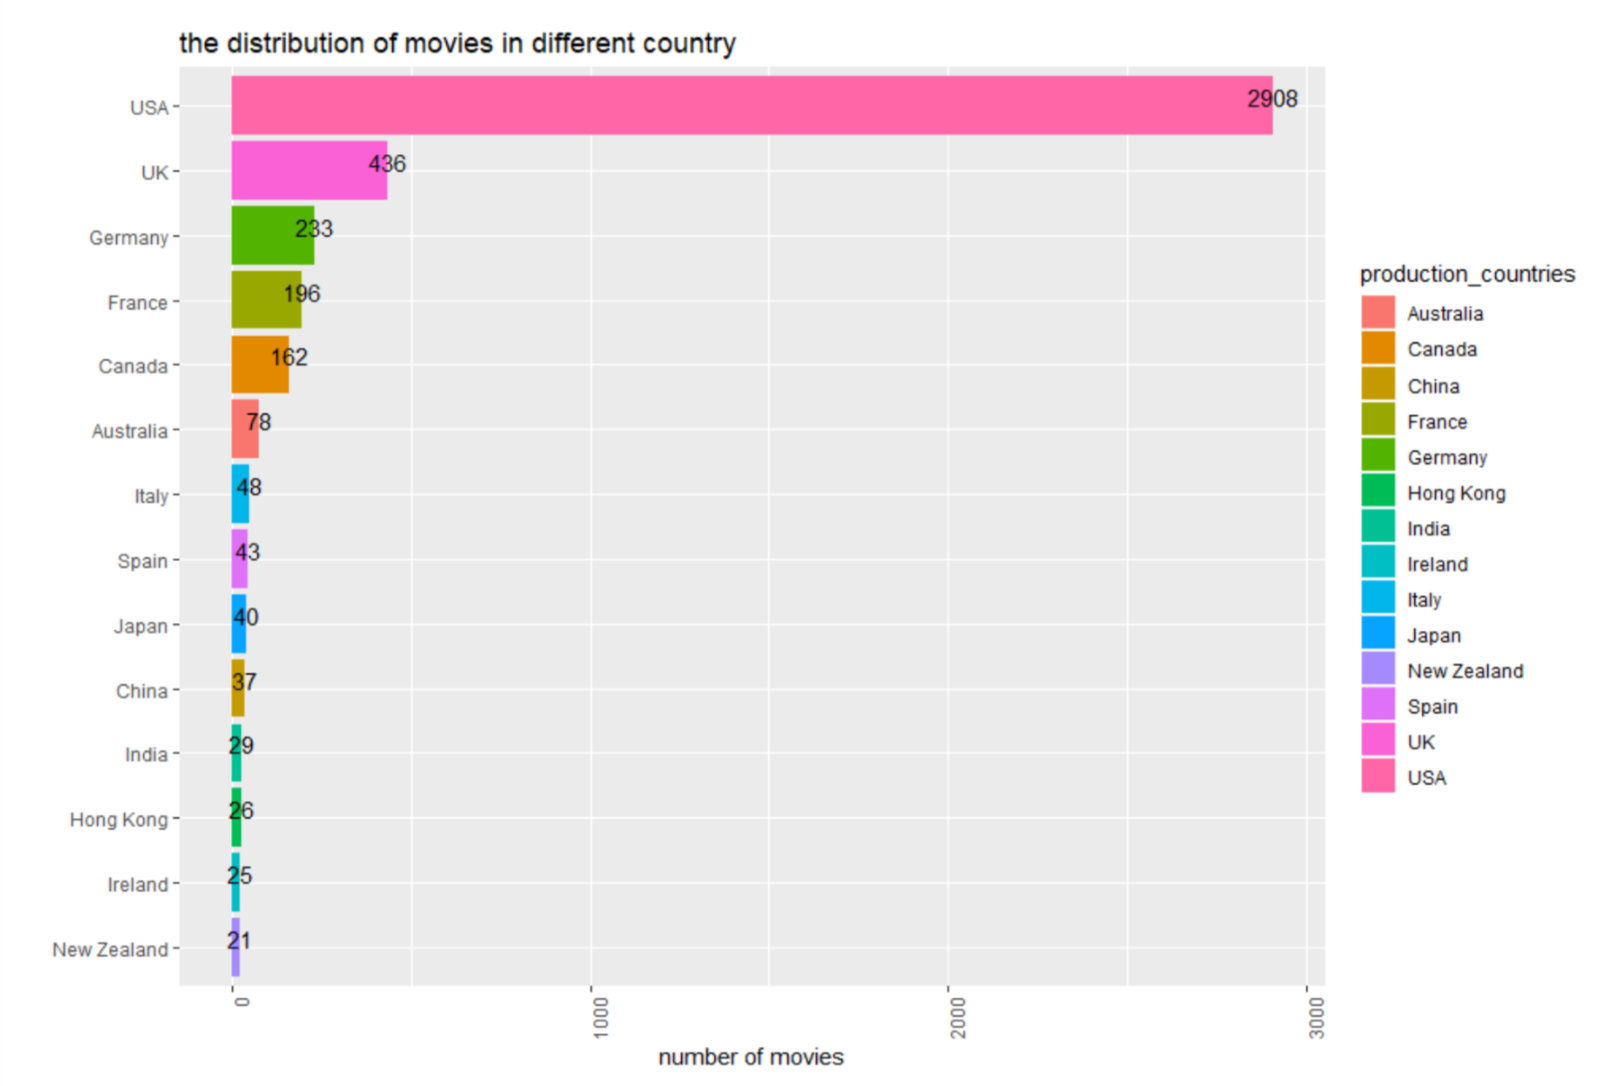 the distribution of movies in different country
USA
2908
UK
436
Germany
233
France
196
Canada
162
Australia
78
Italy
48
Spain
43
Japan
40
China
37
India
29
Hong Kong
26
Ireland
25
New Zealand
21
0
1000
2000
3000
number of movies
production_countries
Australia
Canada
China
France
Germany
Hong Kong
India
Ireland
Italy
Japan
New Zealand
Spain
UK
USA